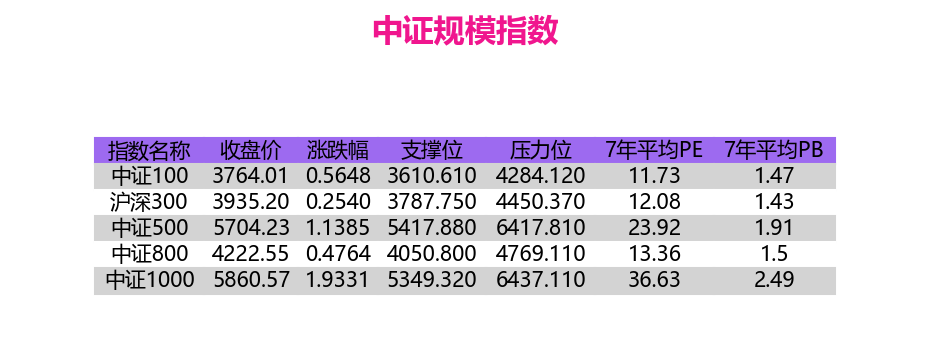 中证规模指数
指数名称 收盘价 涨跌幅 支撑位 压力位 7年平均PE 7年平均PB
中证100 3764.01 0.5648 3610.610 4284.120 11.73 1.47
沪深300 3935.20 0.2540 3787.750 4450.370 12.08 1.43
中证500 5704.23 1.1385 5417.880 6417.810 23.92 1.91
中证800 4222.55 0.4764 4050.800 4769.110 13.36 1.5
中证1000 5860.57 1.9331 5349.320 6437.110 36.63 2.49